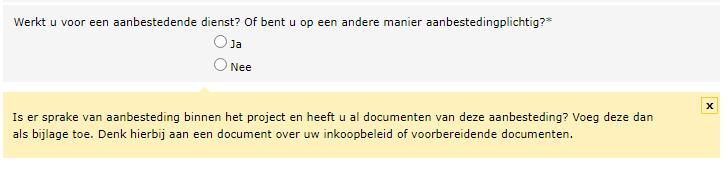 Werkt u voor een aanbestedende dienst? Of bent u op een andere manier aanbestedingplichtig?*
Ja
Nee
x
Is er sprake van aanbesteding binnen het project en heeft u al documenten van deze aanbesteding? Voeg deze dan
als bijlage toe. Denk hierbij aan een document over uw inkoopbeleid of voorbereidende documenten.